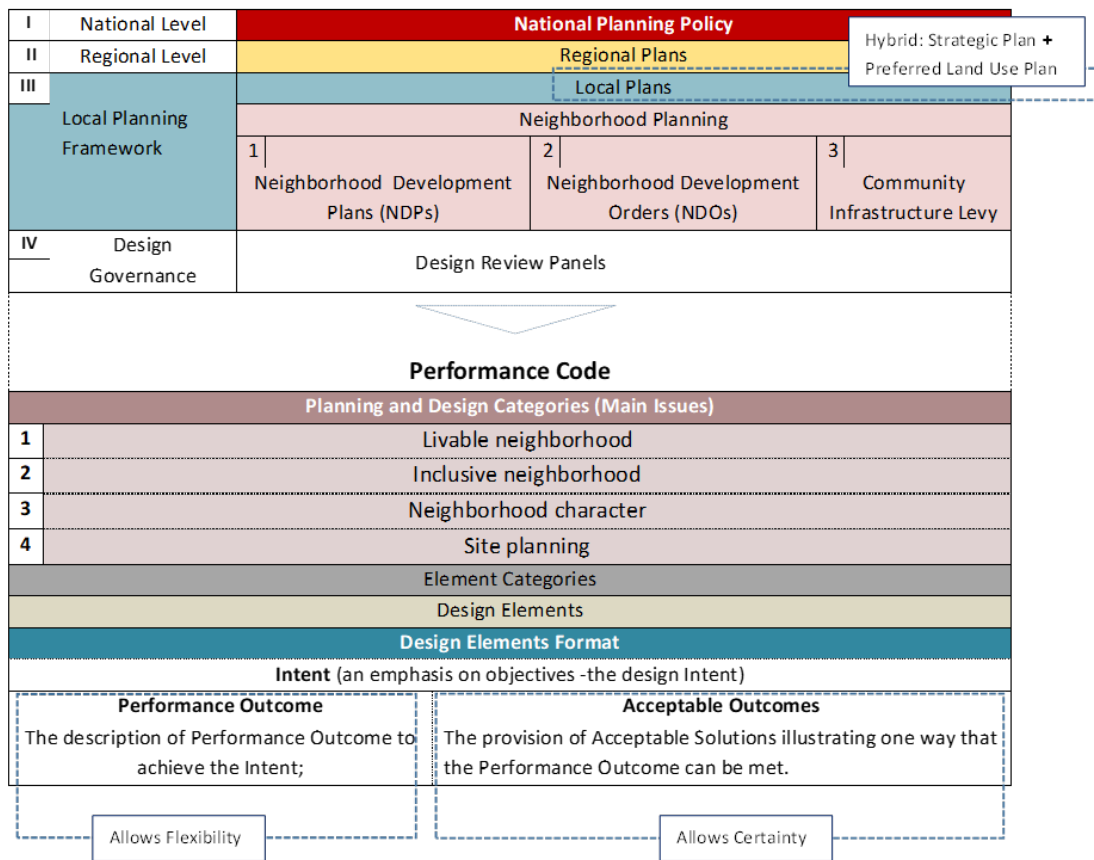 I National Level National Planning Policy
Hybrid: Strategic Plan +
Preferred Land Use Plan
II Regional Level Regional Plans
III Local Plans
Local Planning
Framework
Neighborhood Planning
1 2 3
Neighborhood Development Neighborhood Development Community
Plans (NDPs) Orders (NDOs) Infrastructure Levy
IV Design
Governance
Design Review Panels
Performance Code
Planning and Design Categories (Main Issues)
1 Livable neighborhood
2 Inclusive neighborhood
3 Neighborhood character
4 Site planning
Element Categories
Design Elements
Design Elements Format
Intent (an emphasis on objectives -the design Intent)
Performance Outcome
The description of Performance Outcome to
achieve the Intent;
Acceptable Outcomes
The provision of Acceptable Solutions illustrating one way that
the Performance Outcome can be met.
Allows Flexibility
Allows Certainty